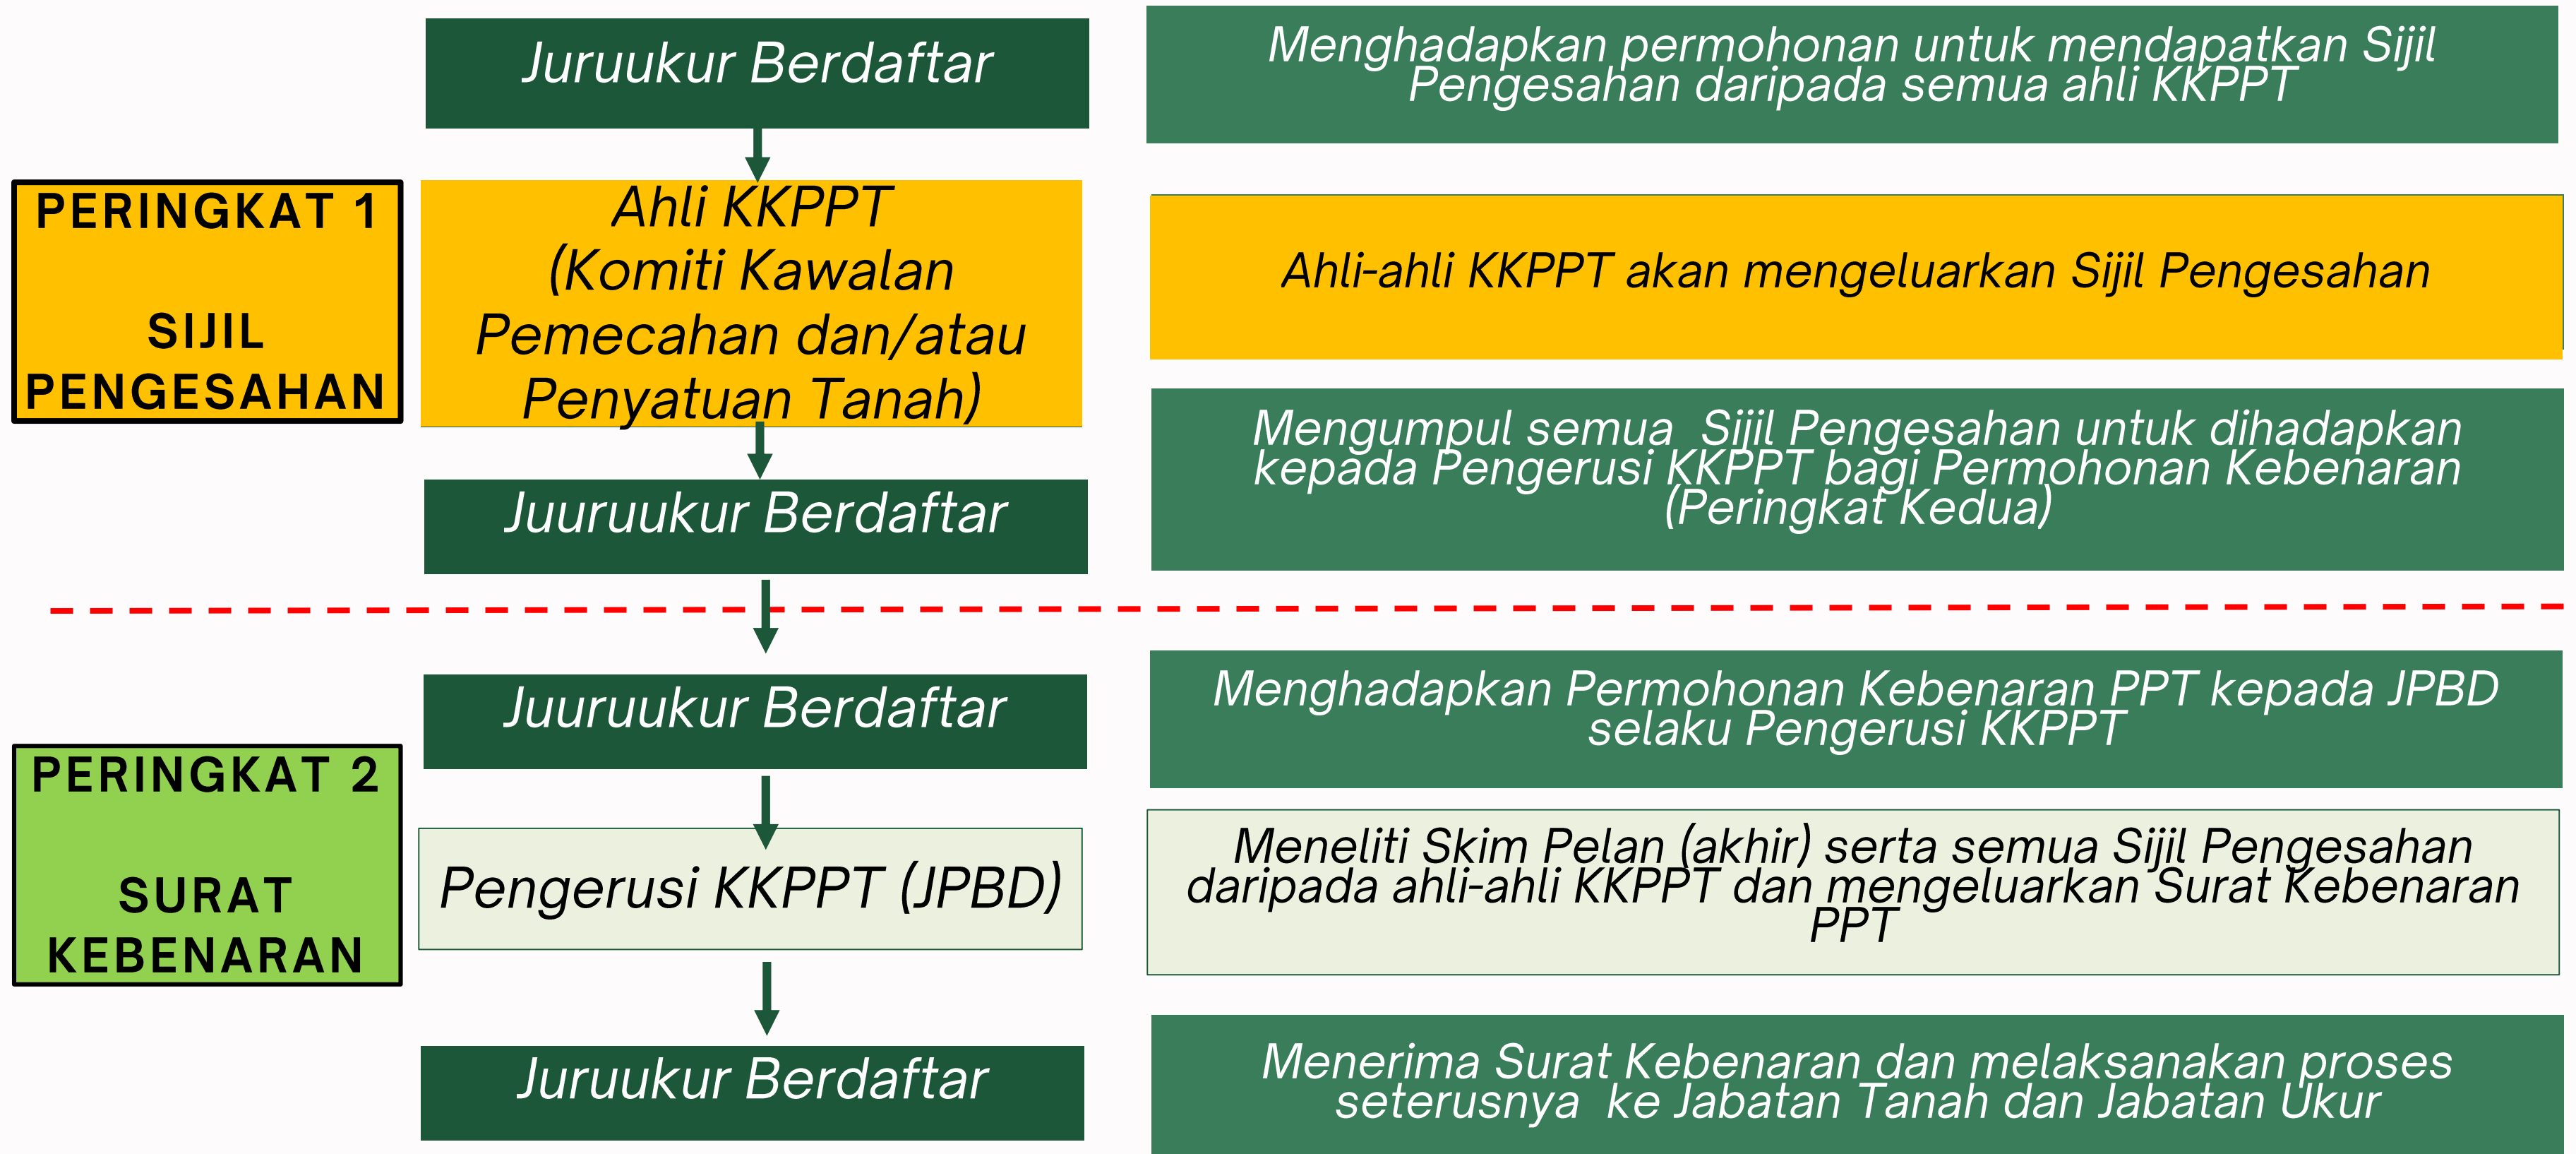 Juruukur Berdaftar
Menghadapkan permohonan untuk mendapatkan Sijil
Pengesahan daripada semua ahli KKPPT
PERINGKAT 1
SIJIL
PENGESAHAN
Ahli KKPPT
(Komiti Kawalan
Pemecahan dan/atau
Penyatuan Tanah)
Ahli-ahli KKPPT akan mengeluarkan Sijil Pengesahan
Juuruukur Berdaftar
Mengumpul semua  Sijil Pengesahan untuk dihadapkan
kepada Pengerusi KKPPT bagi Permohonan Kebenaran
(Peringkat Kedua)
Juuruukur Berdaftar
Menghadapkan Permohonan Kebenaran PPT kepada JPBD
selaku Pengerusi KKPPT
PERINGKAT 2
SURAT
KEBENARAN
Pengerusi KKPPT (JPBD)
Meneliti Skim Pelan (akhir) serta semua Sijil Pengesahan
daripada ahli-ahli KKPPT dan mengeluarkan Surat Kebenaran
PPT
Juruukur Berdaftar
Menerima Surat Kebenaran dan melaksanakan proses
seterusnya  ke Jabatan Tanah dan Jabatan Ukur